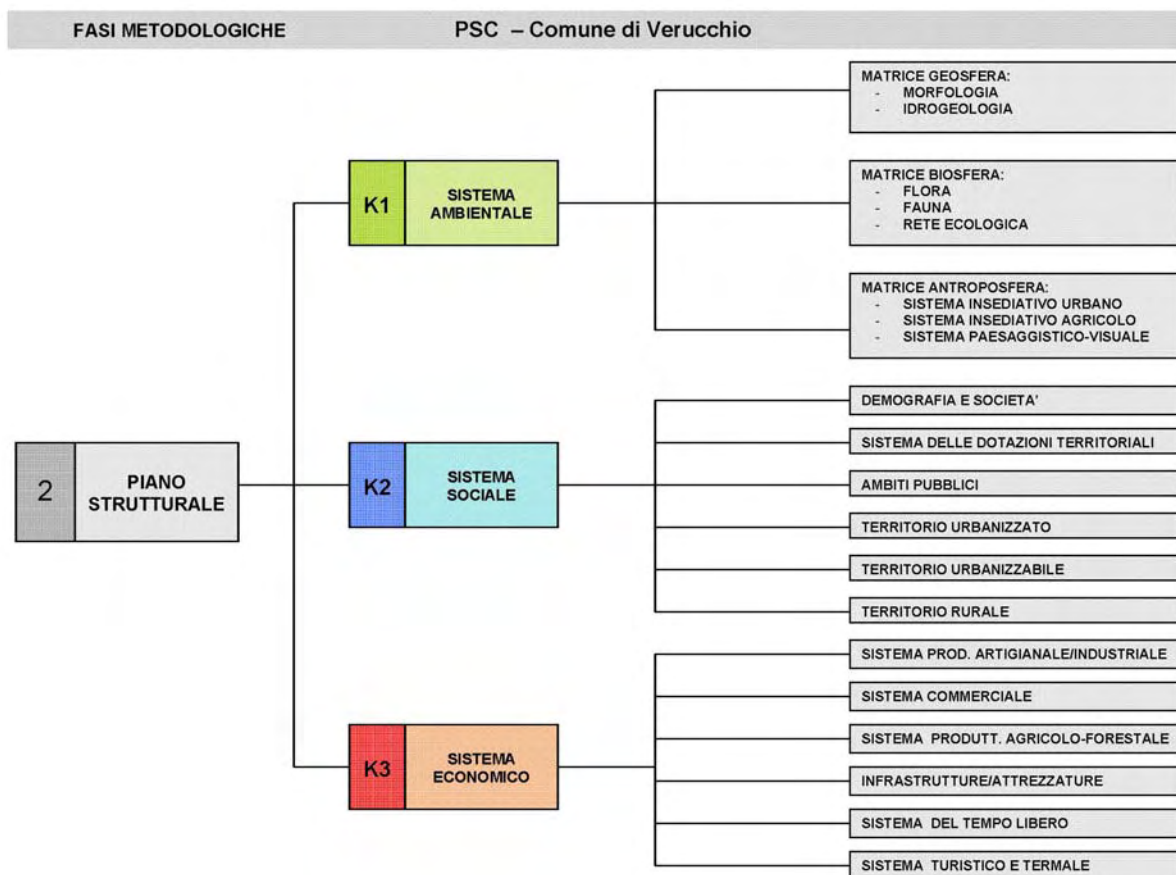 FASI METODOLOGICHE PSC – Comune di Verucchio
2 PIANO
STRUTTURALE
K1 SISTEMA
AMBIENTALE
MATRICE GEOSFERA:
- MORFOLOGIA
- IDROGEOLOGIA
MATRICE BIOSFERA:
- FLORA
- FAUNA
- RETE ECOLOGICA
MATRICE ANTROPOSFERA:
- SISTEMA INSEDIATIVO URBANO
- SISTEMA INSEDIATIVO AGRICOLO
- SISTEMA PAESAGGISTICO-VISUALE
K2 SISTEMA
SOCIALE
DEMOGRAFIA E SOCIETA'
SISTEMA DELLE DOTAZIONI TERRITORIALI
AMBITI PUBBLICI
TERRITORIO URBANIZZATO
TERRITORIO URBANIZZABILE
TERRITORIO RURALE
K3 SISTEMA
ECONOMICO
SISTEMA PROD. ARTIGIANALE/INDUSTRIALE
SISTEMA COMMERCIALE
SISTEMA PRODUTT. AGRICOLO-FORESTALE
INFRASTRUTTURE/ATTREZZATURE
SISTEMA DEL TEMPO LIBERO
SISTEMA TURISTICO E TERMALE